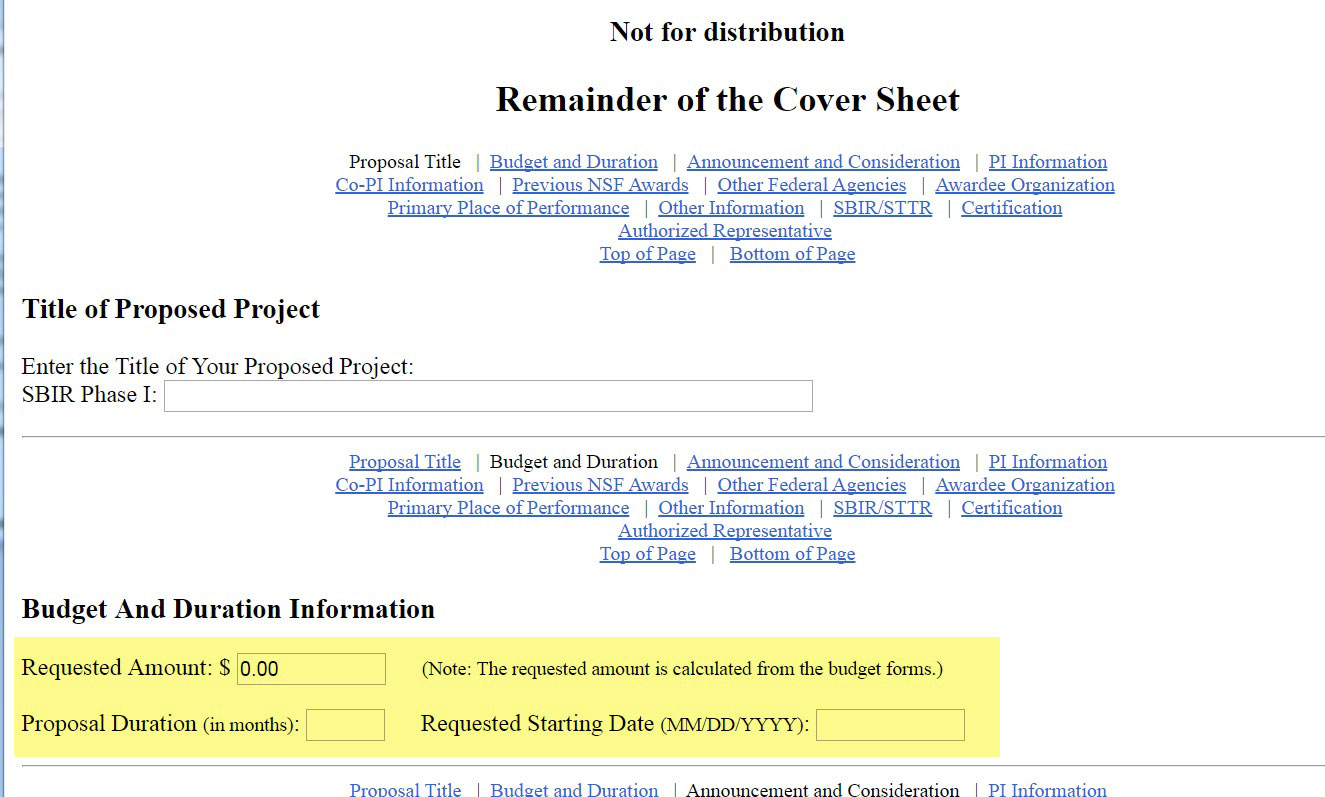 Not for distribution
Remainder of the Cover Sheet
Proposal Title | Budget and Duration | Announcement and Consideration | PI Information
Co-PI Information | Previous NSF Awards | Other Federal Agencies | Awardee Organization
Primary Place of Performance | Other Information | SBIR/STTR | Certification
Authorized Representative
Top of Page | Bottom of Page
Title of Proposed Project
Enter the Title of Your Proposed Project:
SBIR Phase I:
Proposal Title | Budget and Duration | Announcement and Consideration | PI Information
Co-PI Information | Previous NSF Awards | Other Federal Agencies | Awardee Organization
Primary Place of Performance | Other Information | SBIR/STTR | Certification
Authorized Representative
Top of Page | Bottom of Page
Budget And Duration Information
Requested Amount: $ 0.00 (Note: The requested amount is calculated from the budget forms.)
Proposal Duration (in months): Requested Starting Date (MM/DD/YYYY):
Proposal Title | Budget and Duration | Announcement and Consideration | PI Information